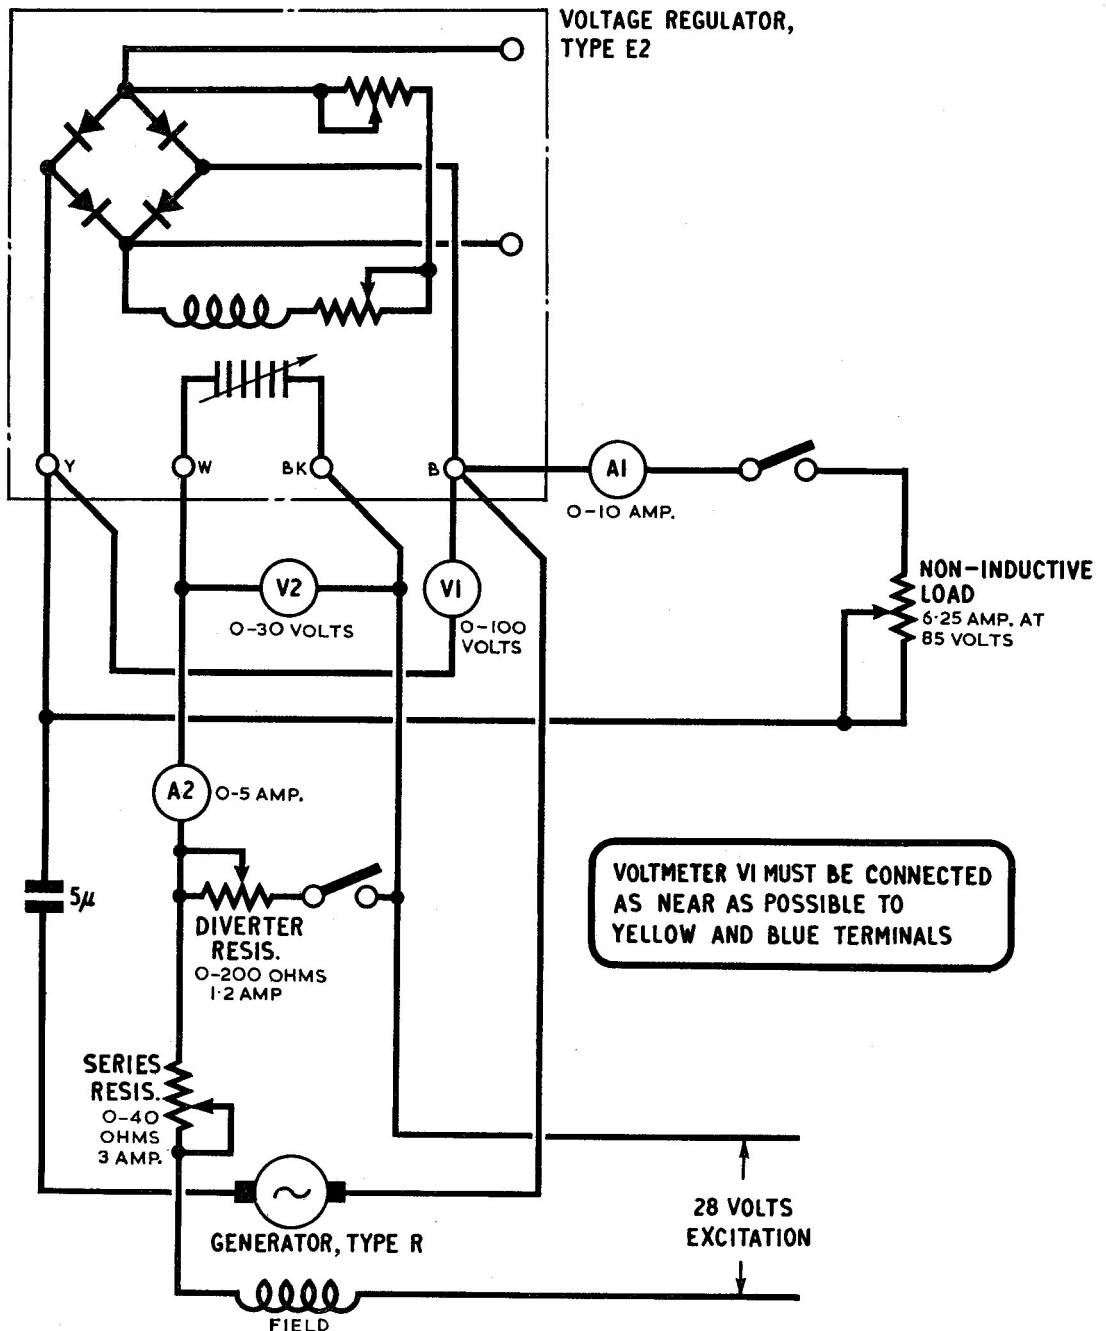 VOLTAGE REGULATOR,
TYPE E2
Y
W
BK
B
A1
0-10 AMP.
NON-INDUCTIVE
LOAD
6·25 AMP. AT
85 VOLTS
V2
0-30 VOLTS
V1
0-100
VOLTS
A2
0-5 AMP.
5μ
DIVERTER
RESIS.
0-200 OHMS
1·2 AMP
VOLTMETER V1 MUST BE CONNECTED
AS NEAR AS POSSIBLE TO
YELLOW AND BLUE TERMINALS
SERIES
RESIS.
0-40
OHMS
3 AMP.
GENERATOR, TYPE R
28 VOLTS
EXCITATION
FIELD